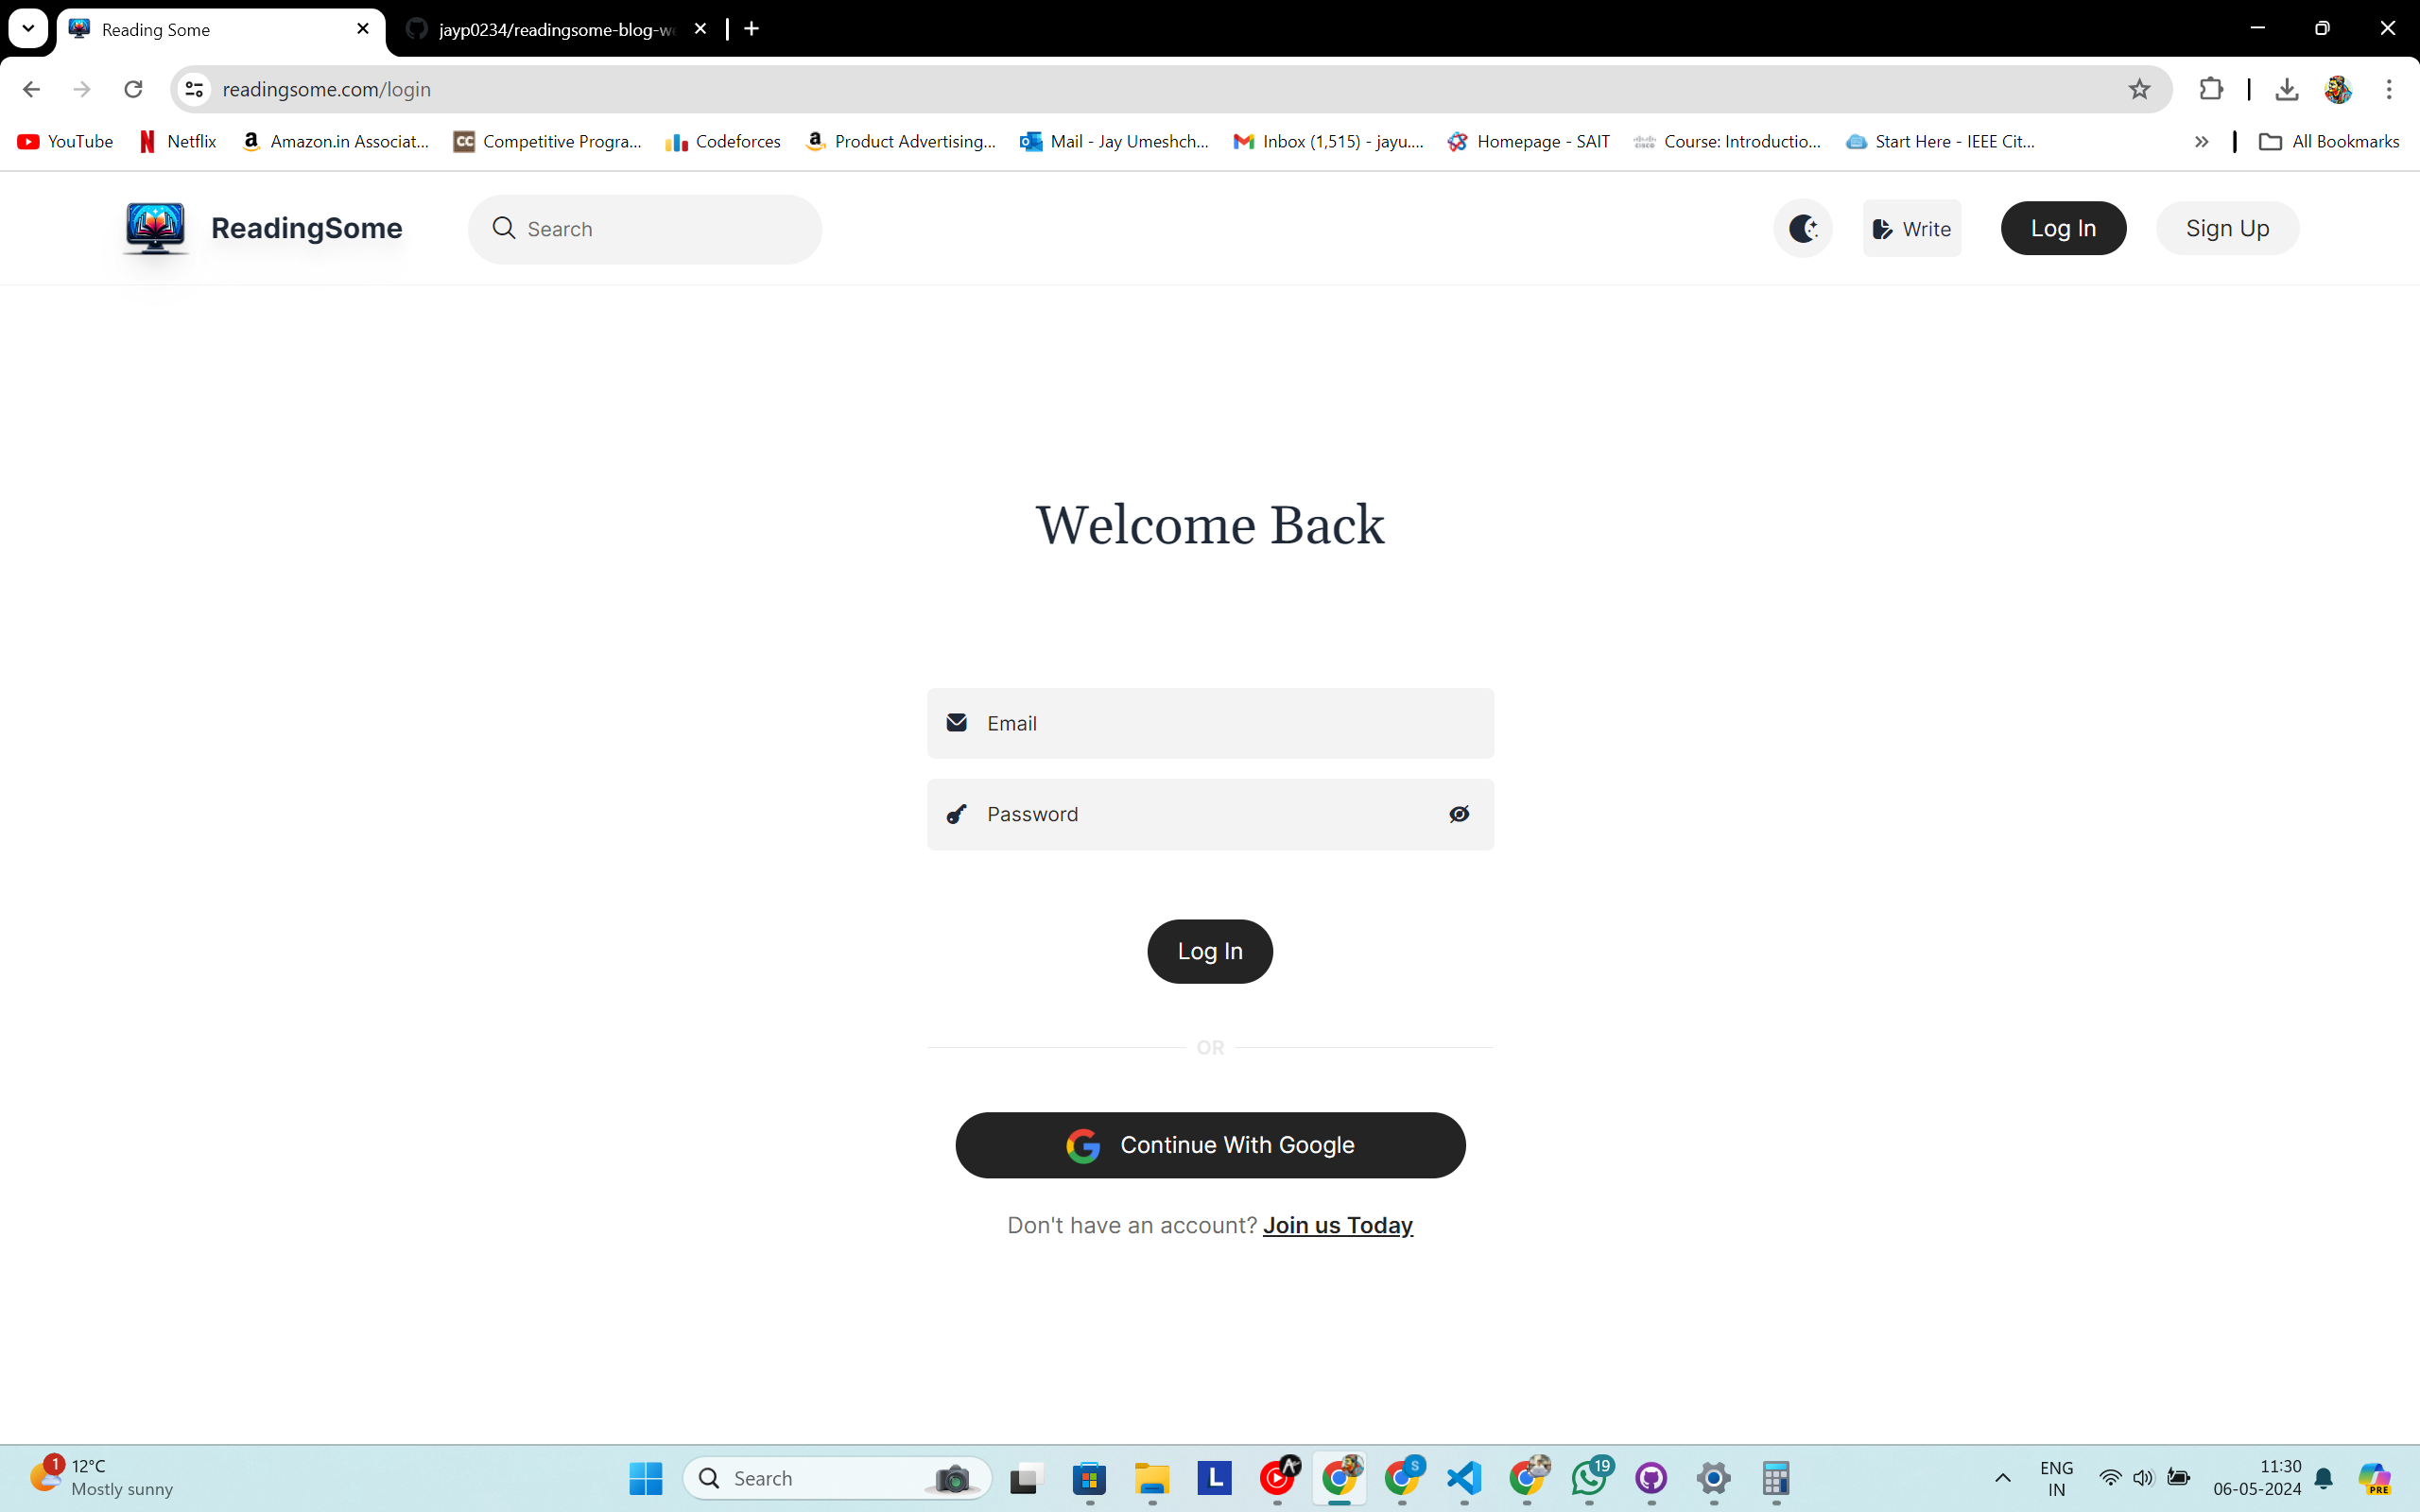 Reading Some
jayp0234/readingsome-blog-we
readingsome.com/login
YouTube Netflix Amazon.in Associat... Competitive Progra... Codeforces Product Advertising... Mail - Jay Umeshch... Inbox (1,515) - jayu.... Homepage - SAIT Course: Introductio... Start Here - IEEE Cit... All Bookmarks
ReadingSome Search Write Log In Sign Up
Welcome Back
Email
Password
Log In
OR
Continue With Google
Don't have an account? Join us Today
1 12°C
Mostly sunny
Search
L
S
19
ENG
IN
11:30
06-05-2024
PRE